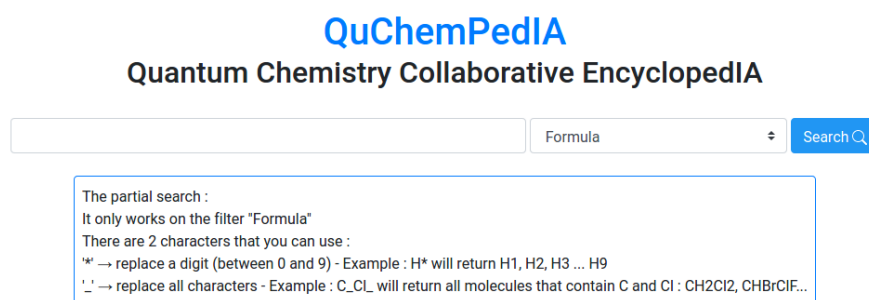 QuChemPedIA
Quantum Chemistry Collaborative EncyclopedIA
Formula Search
The partial search :
It only works on the filter "Formula"
There are 2 characters that you can use :
'*' → replace a digit (between 0 and 9) - Example : H* will return H1, H2, H3 ... H9
'_' → replace all characters - Example : C_Cl_ will return all molecules that contain C and Cl : CH2Cl2, CHBrClF...